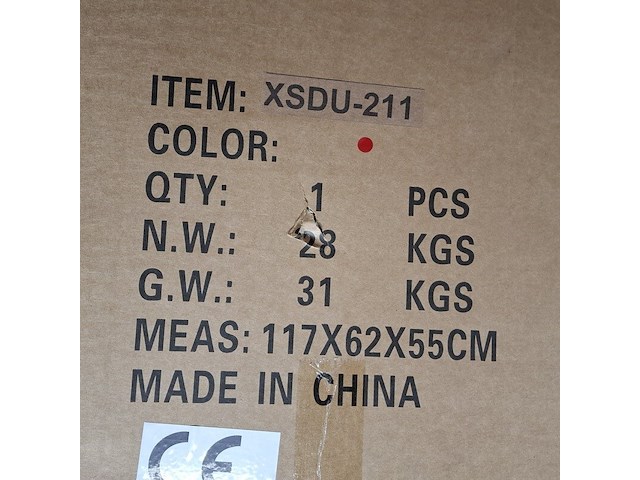 ITEM: XSDU-211
COLOR:
QTY: 1 PCS
N.W.: 28 KGS
G.W.: 31 KGS
MEAS: 117X62X55CM
MADE IN CHINA
CE